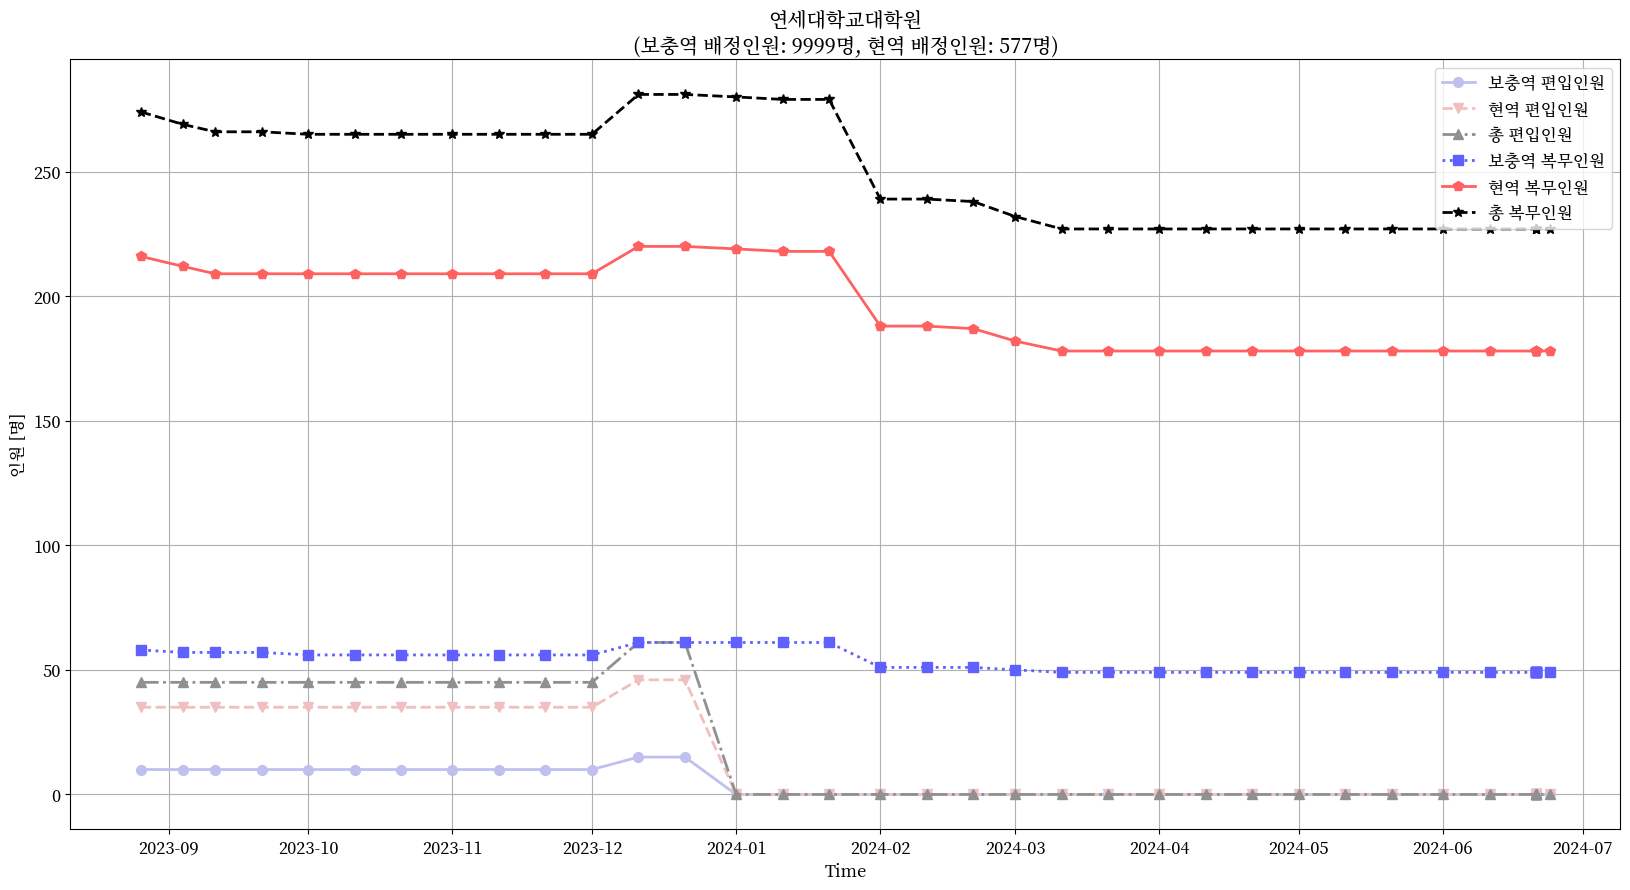 연세대학교대학원
(보충역 배정인원: 9999명, 현역 배정인원: 577명)
보충역 편입인원
현역 편입인원
총 편입인원
보충역 복무인원
현역 복무인원
총 복무인원
인원 [명]
250
200
150
100
50
0
2023-09
2023-10
2023-11
2023-12
2024-01
2024-02
2024-03
2024-04
2024-05
2024-06
2024-07
Time